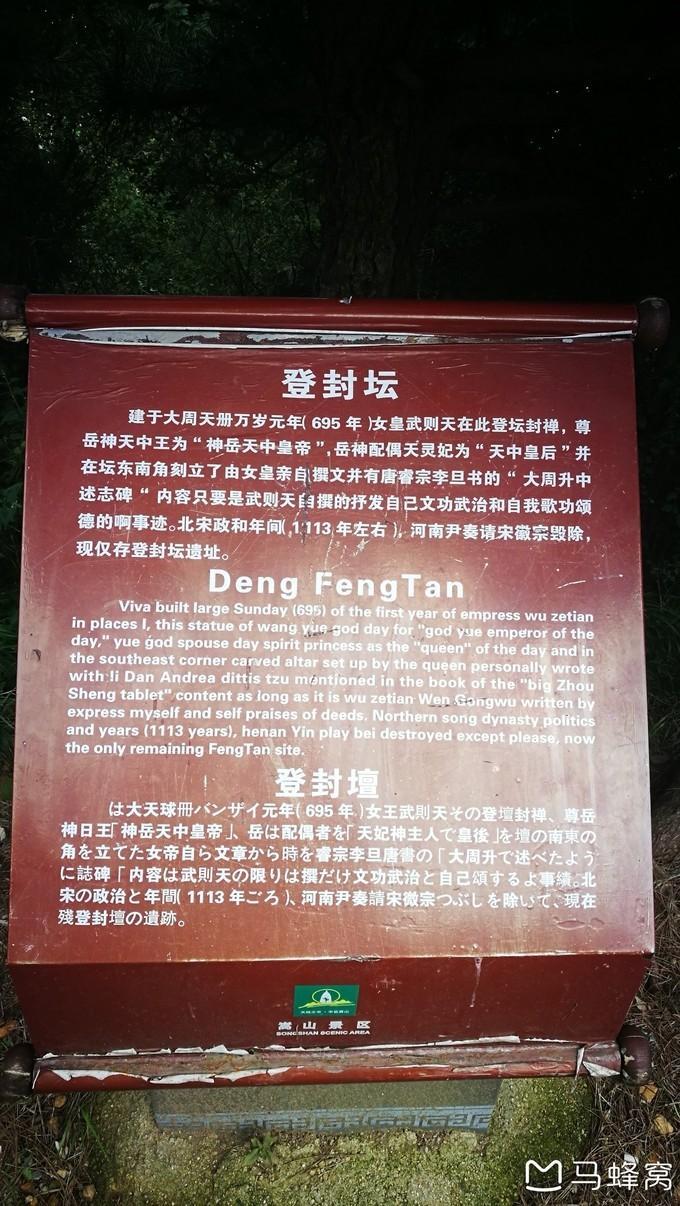 登封坛
建于大周天册万岁元年（695年）女皇武则天在此登坛封禅，尊
岳神天中王为“神岳天中皇帝”，岳神配偶天灵妃为“天中皇后”并
在坛东南角刻立了由女皇亲自撰文并有唐睿宗李旦书的“大周升中
述志碑“内容只要是武则天自撰的抒发自己文功武治和自我歌功颂
德的啊事迹。北宋政和年间（1113年左右），河南尹奏请宋徽宗毁除，
现仅存登封坛遗址。
Deng FengTan
Viva built large Sunday (695) of the first year of empress wu zetian
in places I, this statue of wang yue god day for "god yue emperor of the
day," yue god spouse day spirit princess as the "queen" of the day and in
the southeast corner carved altar set up by the queen personally wrote
with li Dan Andrea dittis tzu mentioned in the book of the "big Zhou
Sheng tablet" content as long as it is wu zetian Wen Gongwu written by
express myself and self praises of deeds. Northern song dynasty politics
and years (1113 years), henan Yin play bei destroyed except please, now
the only remaining FengTan site.
登封壇
は大天球冊バンザイ元年（695年）女王武則天その登壇封禅、尊岳
神日王「神岳天中皇帝」、岳は配偶者を「天妃神主人で皇後」を壇の南東の
角を立てた女帝自ら文章から時を睿宗李旦唐書の「大周升で述べたよう
に誌碑「内容は武則天の限りは撰だけ文功武治と自己頌するよ事績。北
宋の政治と年間（1113年ごろ）、河南尹奏請宋徽宗つぶしを除いて、現在
殘登封壇の遺跡。
嵩山景区
SONGSHAN SCENIC AREA
马蜂窝